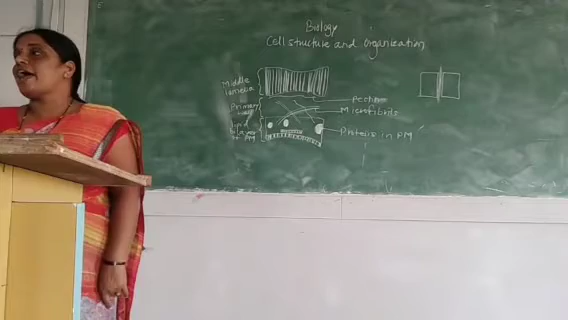 Biology
Cell structure and Organization
Middle
lamella
Pectin
Primary
Microfibrils
Proteins in PM